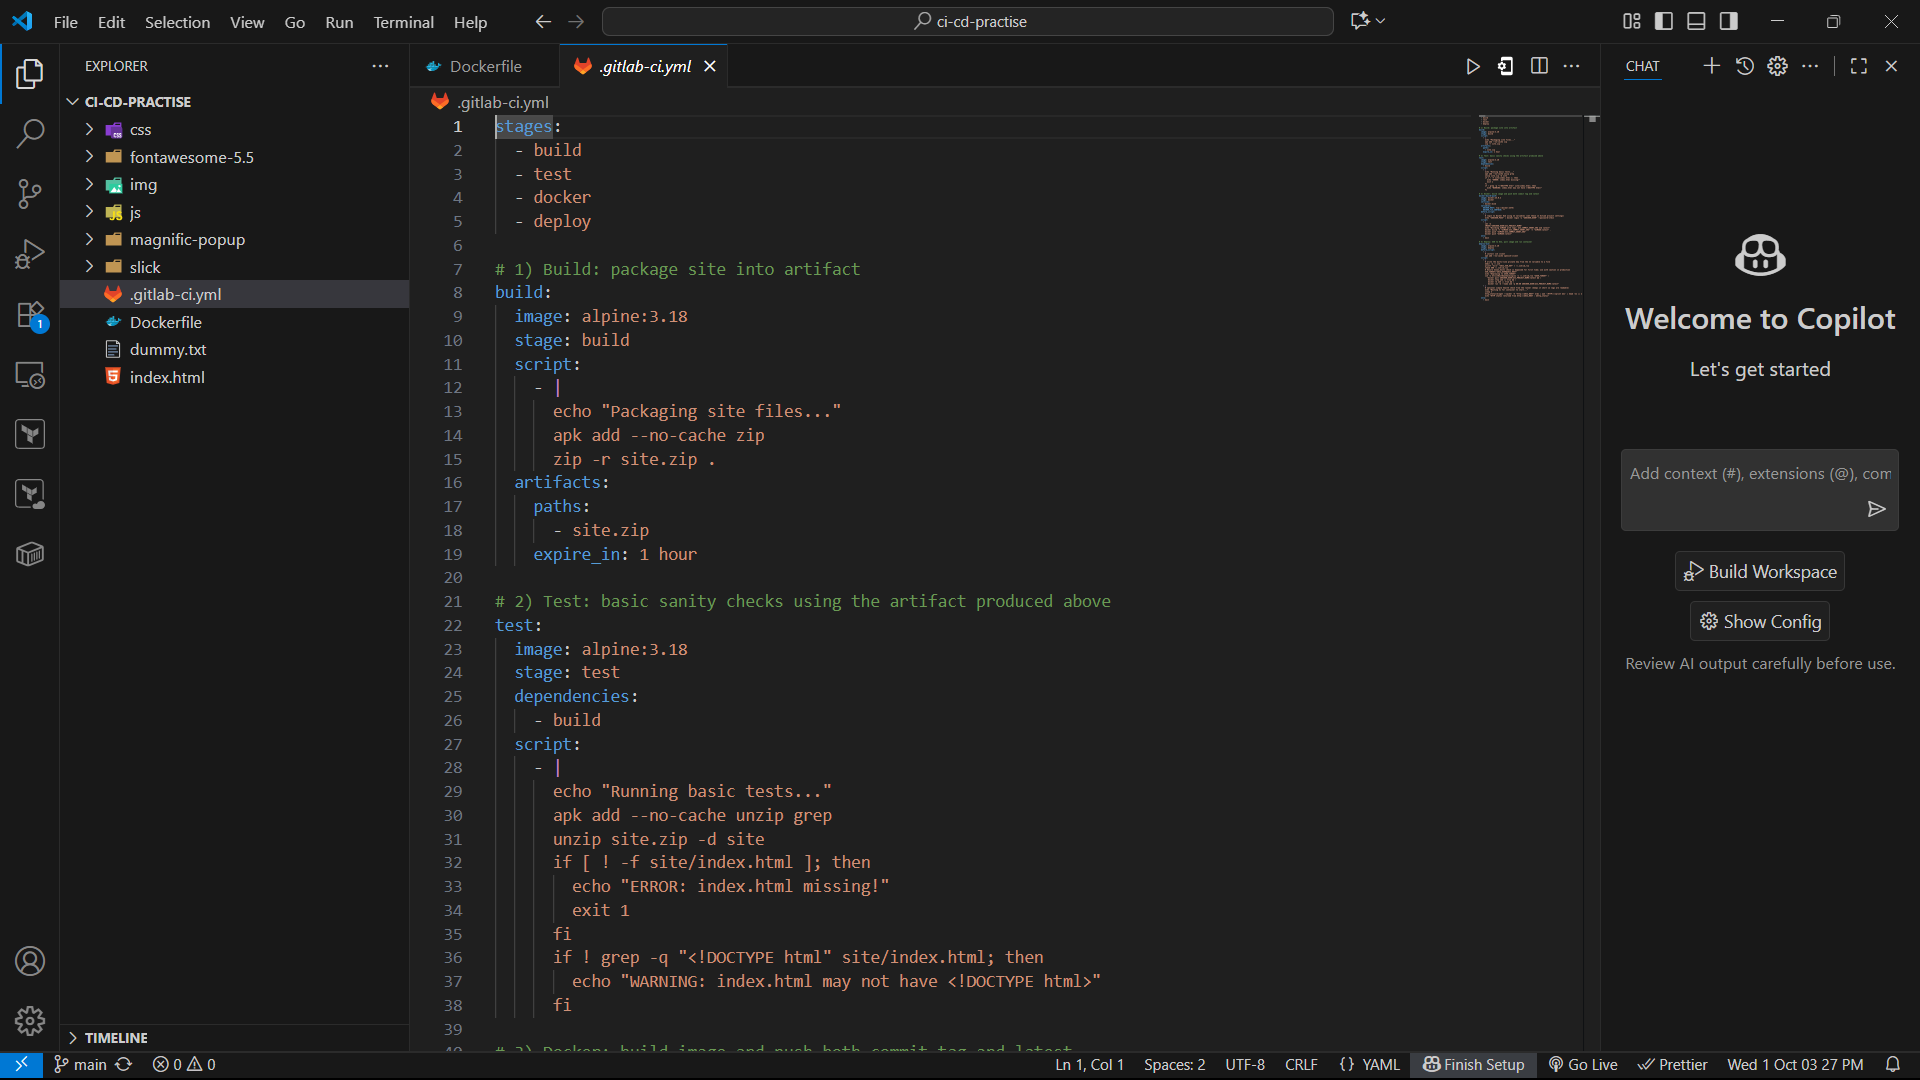 File Edit Selection View Go Run Terminal Help
ci-cd-practise
EXPLORER
CI-CD-PRACTISE
css
fontawesome-5.5
img
js
magnific-popup
slick
.gitlab-ci.yml
Dockerfile
dummy.txt
index.html
TIMELINE
1
Dockerfile
.gitlab-ci.yml
.gitlab-ci.yml
1 stages:
2 - build
3 - test
4 - docker
5 - deploy
6
7 # 1) Build: package site into artifact
8 build:
9 image: alpine:3.18
10 stage: build
11 script:
12 - |
13 echo "Packaging site files..."
14 apk add --no-cache zip
15 zip -r site.zip .
16 artifacts:
17 paths:
18 - site.zip
19 expire_in: 1 hour
20
21 # 2) Test: basic sanity checks using the artifact produced above
22 test:
23 image: alpine:3.18
24 stage: test
25 dependencies:
26 - build
27 script:
28 - |
29 echo "Running basic tests..."
30 apk add --no-cache unzip grep
31 unzip site.zip -d site
32 if [ ! -f site/index.html ]; then
33 echo "ERROR: index.html missing!"
34 exit 1
35 fi
36 if ! grep -q "<!DOCTYPE html" site/index.html; then
37 echo "WARNING: index.html may not have <!DOCTYPE html>"
38 fi
39
40 # 3) Docker: build image and push both commit tag and latest
CHAT
Welcome to Copilot
Let's get started
Add context (#), extensions (@), com
Build Workspace
Show Config
Review AI output carefully before use.
main 0 0 Ln 1, Col 1 Spaces: 2 UTF-8 CRLF {} YAML Finish Setup Go Live Prettier Wed 1 Oct 03 27 PM